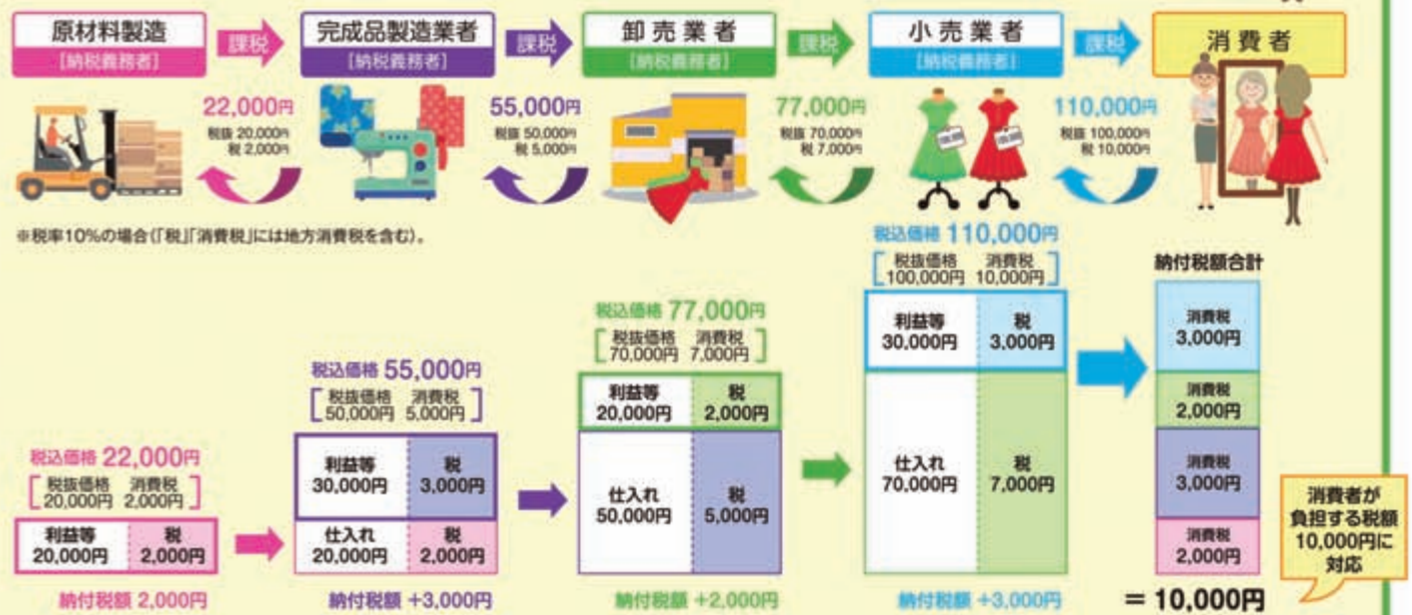 原材料製造
[納税義務者]
課税
完成品製造業者
[納税義務者]
課税
卸売業者
[納税義務者]
課税
小売業者
[納税義務者]
課税
消費者
22,000円
税抜 20,000円
税 2,000円
55,000円
税抜 50,000円
税 5,000円
77,000円
税抜 70,000円
税 7,000円
110,000円
税抜 100,000円
税 10,000円
※税率10%の場合(「税」「消費税」には地方消費税を含む)。
税込価格 22,000円
税抜価格 消費税
20,000円 2,000円
利益等 税
20,000円 2,000円
納付税額 2,000円
税込価格 55,000円
税抜価格 消費税
50,000円 5,000円
利益等 税
30,000円 3,000円
仕入れ 税
20,000円 2,000円
納付税額 +3,000円
税込価格 77,000円
税抜価格 消費税
70,000円 7,000円
利益等 税
20,000円 2,000円
仕入れ 税
50,000円 5,000円
納付税額 +2,000円
税込価格 110,000円
税抜価格 消費税
100,000円 10,000円
利益等 税
30,000円 3,000円
仕入れ 税
70,000円 7,000円
納付税額 +3,000円
納付税額合計
消費税
3,000円
消費税
2,000円
消費税
3,000円
消費税
2,000円
= 10,000円
消費者が
負担する税額
10,000円に
対応